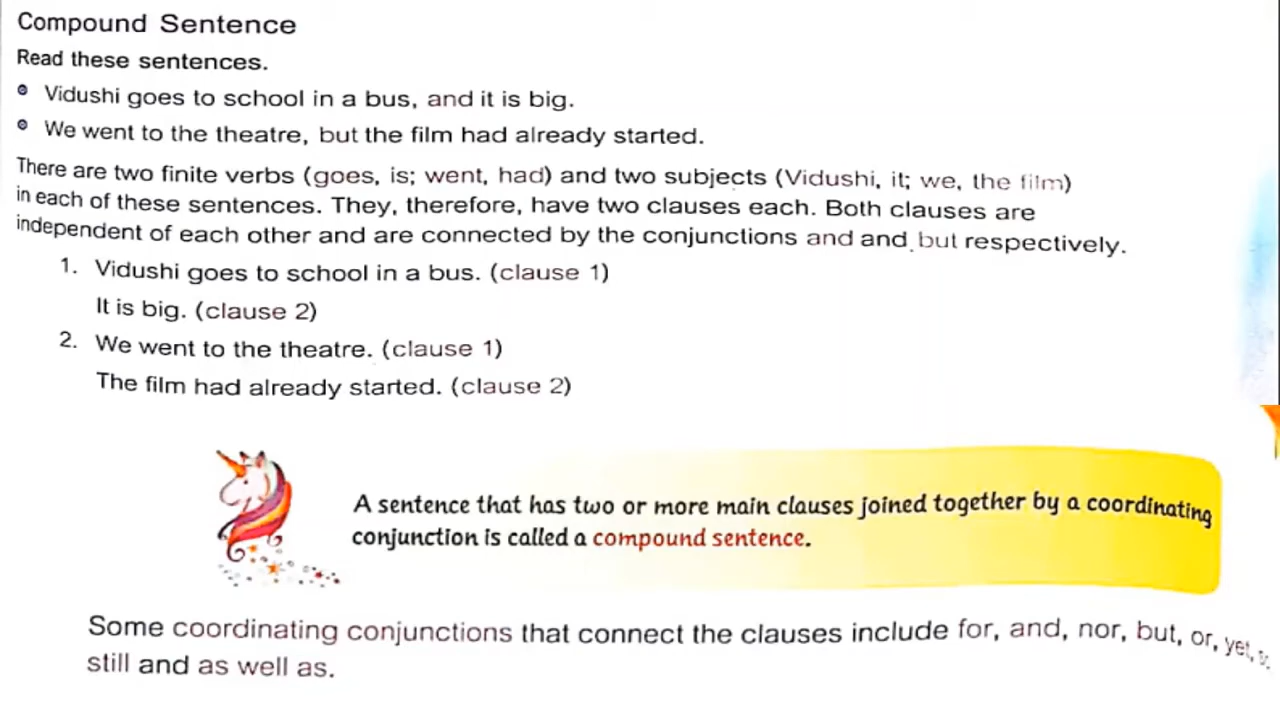 Compound Sentence
Read these sentences.
Vidushi goes to school in a bus, and it is big.
We went to the theatre, but the film had already started.
There are two finite verbs (goes, is; went, had) and two subjects (Vidushi, it; we, the film)
in each of these sentences. They, therefore, have two clauses each. Both clauses are
independent of each other and are connected by the conjunctions and and but respectively.
1. Vidushi goes to school in a bus. (clause 1)
It is big. (clause 2)
2. We went to the theatre. (clause 1)
The film had already started. (clause 2)
A sentence that has two or more main clauses joined together by a coordinating
conjunction is called a compound sentence.
Some coordinating conjunctions that connect the clauses include for, and, nor, but, or, yet,
still and as well as.